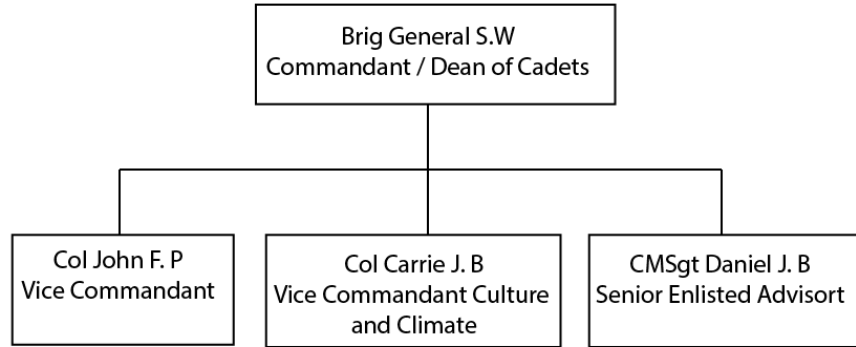 Brig General S.W
Commandant / Dean of Cadets
Col John F. P
Vice Commandant
Col Carrie J. B
Vice Commandant Culture
and Climate
CMSgt Daniel J. B
Senior Enlisted Advisort